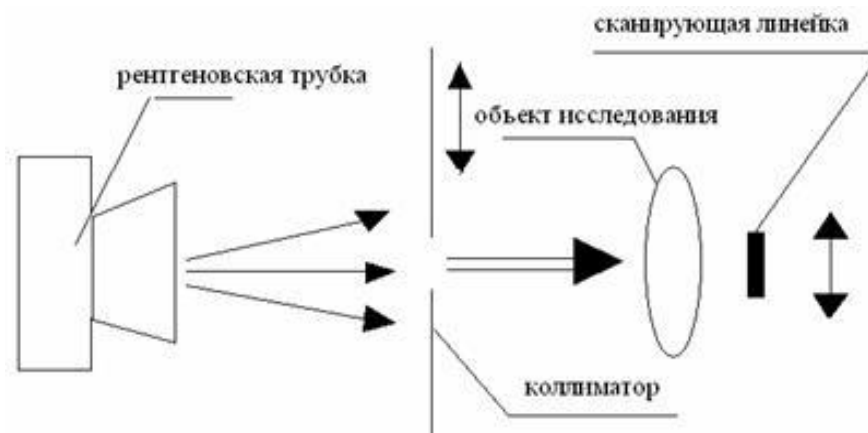 сканирующая линейка
рентгеновская трубка
объект исследования
коллиматор